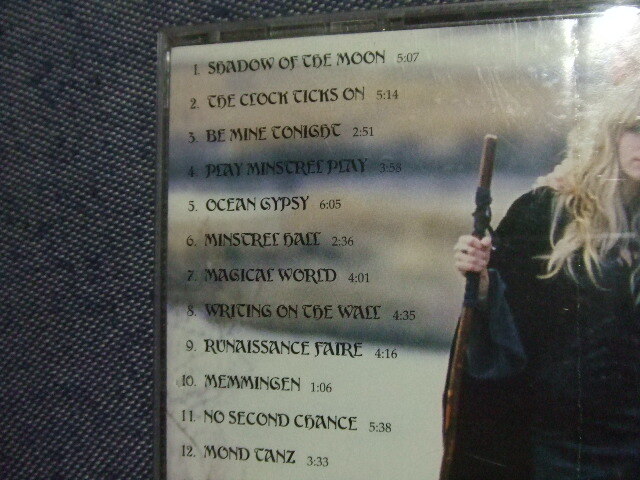 1. SHADOW OF THE MOON 5:07
2. THE CLOCK TICKS ON 5:14
3. BE MINE TONIGHT 2:51
4. PLAY MINSTREL PLAY 3:58
5. OCEAN GYPSY 6:05
6. MINSTREL HALL 2:36
7. MAGICAL WORLD 4:01
8. WRITING ON THE WALL 4:35
9. RENAISSANCE FAIRE 4:16
10. MEMMINGEN 1:06
11. NO SECOND CHANCE 5:38
12. MOND TANZ 3:33